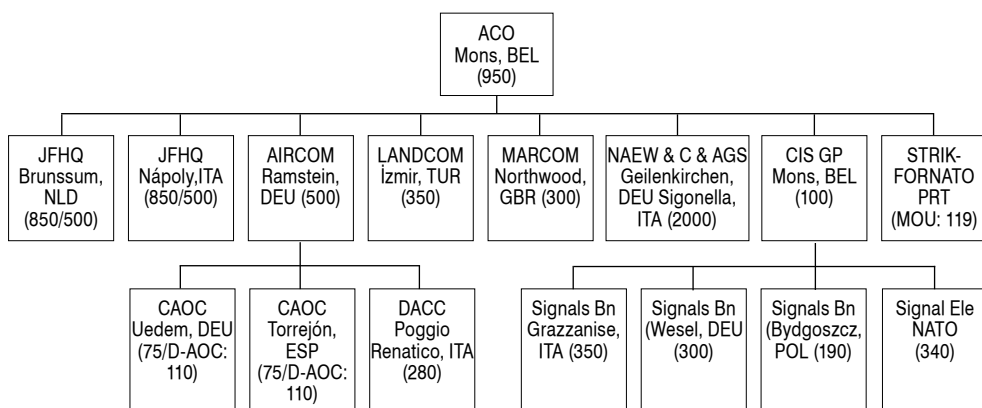 ACO
Mons, BEL
(950)
JFHQ
Brunssum,
NLD
(850/500)
JFHQ
Nápoly,ITA
(850/500)
AIRCOM
Ramstein,
DEU (500)
LANDCOM
İzmir, TUR
(350)
MARCOM
Northwood,
GBR (300)
NAEW & C & AGS
Geilenkirchen,
DEU Sigonella,
ITA (2000)
CIS GP
Mons, BEL
(100)
STRIK-
FORNATO
PRT
(MOU: 119)
CAOC
Uedem, DEU
(75/D-AOC:
110)
CAOC
Torrejón,
ESP
(75/D-AOC:
110)
DACC
Poggio
Renatico, ITA
(280)
Signals Bn
Grazzanise,
ITA (350)
Signals Bn
(Wesel, DEU
(300)
Signals Bn
(Bydgoszcz,
POL (190)
Signal Ele
NATO
(340)